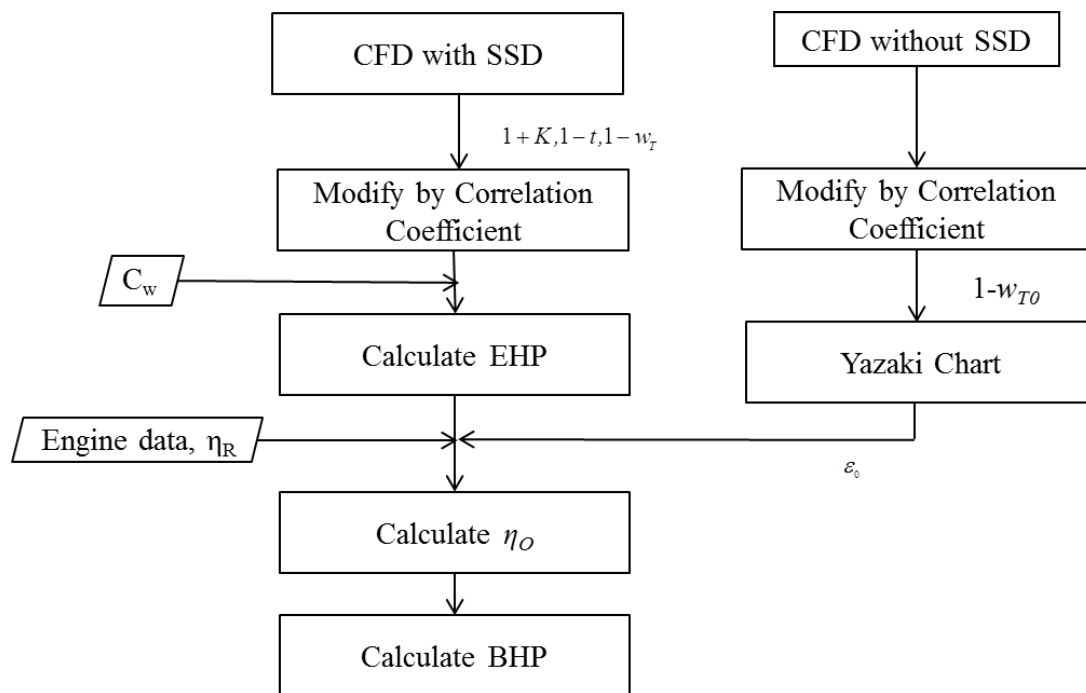 CFD with SSD
CFD without SSD
1 + K, 1 − t, 1 − w_T
Modify by Correlation
Coefficient
Modify by Correlation
Coefficient
C_w
1-w_T0
Calculate EHP
Yazaki Chart
Engine data, η_R
ε_0
Calculate η_O
Calculate BHP